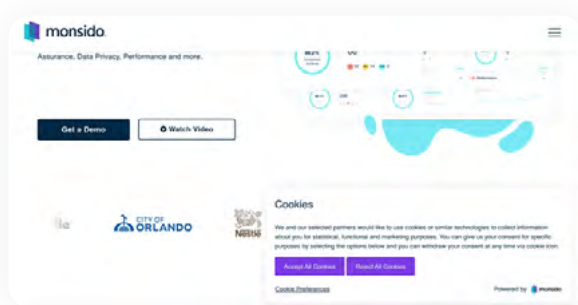 monsido
Assurance, Data Privacy, Performance and more.
Get a Demo
Watch Video
CITY OF
ORLANDO
Nestlé
Cookies
We and our selected partners would like to use cookies or similar technologies to collect information
about you for statistical, functional and marketing purposes. You can give us your consent for specific
purposes by selecting the options below and you can withdraw your consent at any time via cookie icon.
Accept All Cookies
Reject All Cookies
Cookie Preferences
Powered by monsido